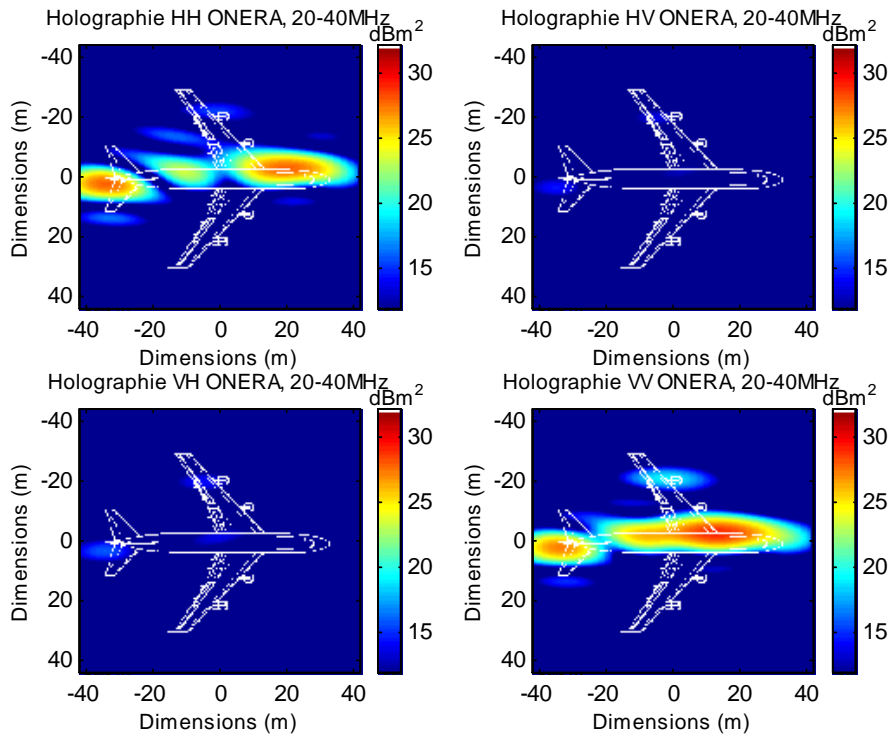 Holographie HH ONERA, 20-40MHz
dBm²
-40
-20
0
20
40
Dimensions (m)
-40 -20 0 20 40
Dimensions (m)
30
25
20
15
Holographie HV ONERA, 20-40MHz
dBm²
-40
-20
0
20
40
Dimensions (m)
-40 -20 0 20 40
Dimensions (m)
30
25
20
15
Holographie VH ONERA, 20-40MHz
dBm²
-40
-20
0
20
40
Dimensions (m)
-40 -20 0 20 40
Dimensions (m)
30
25
20
15
Holographie VV ONERA, 20-40MHz
dBm²
-40
-20
0
20
40
Dimensions (m)
-40 -20 0 20 40
Dimensions (m)
30
25
20
15